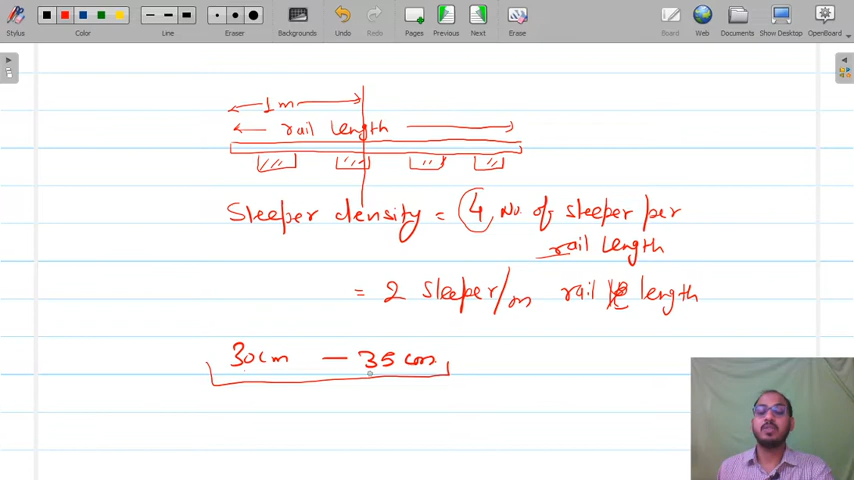 Stylus
Color
Line
Eraser
Backgrounds
Undo
Redo
Pages
Previous
Next
Erase
Board
Web
Documents
Show Desktop
OpenBoard
1m
rail length
Sleeper density = 4, No. of sleeper per
rail length
= 2 sleeper/m rail length
30cm — 35 cm